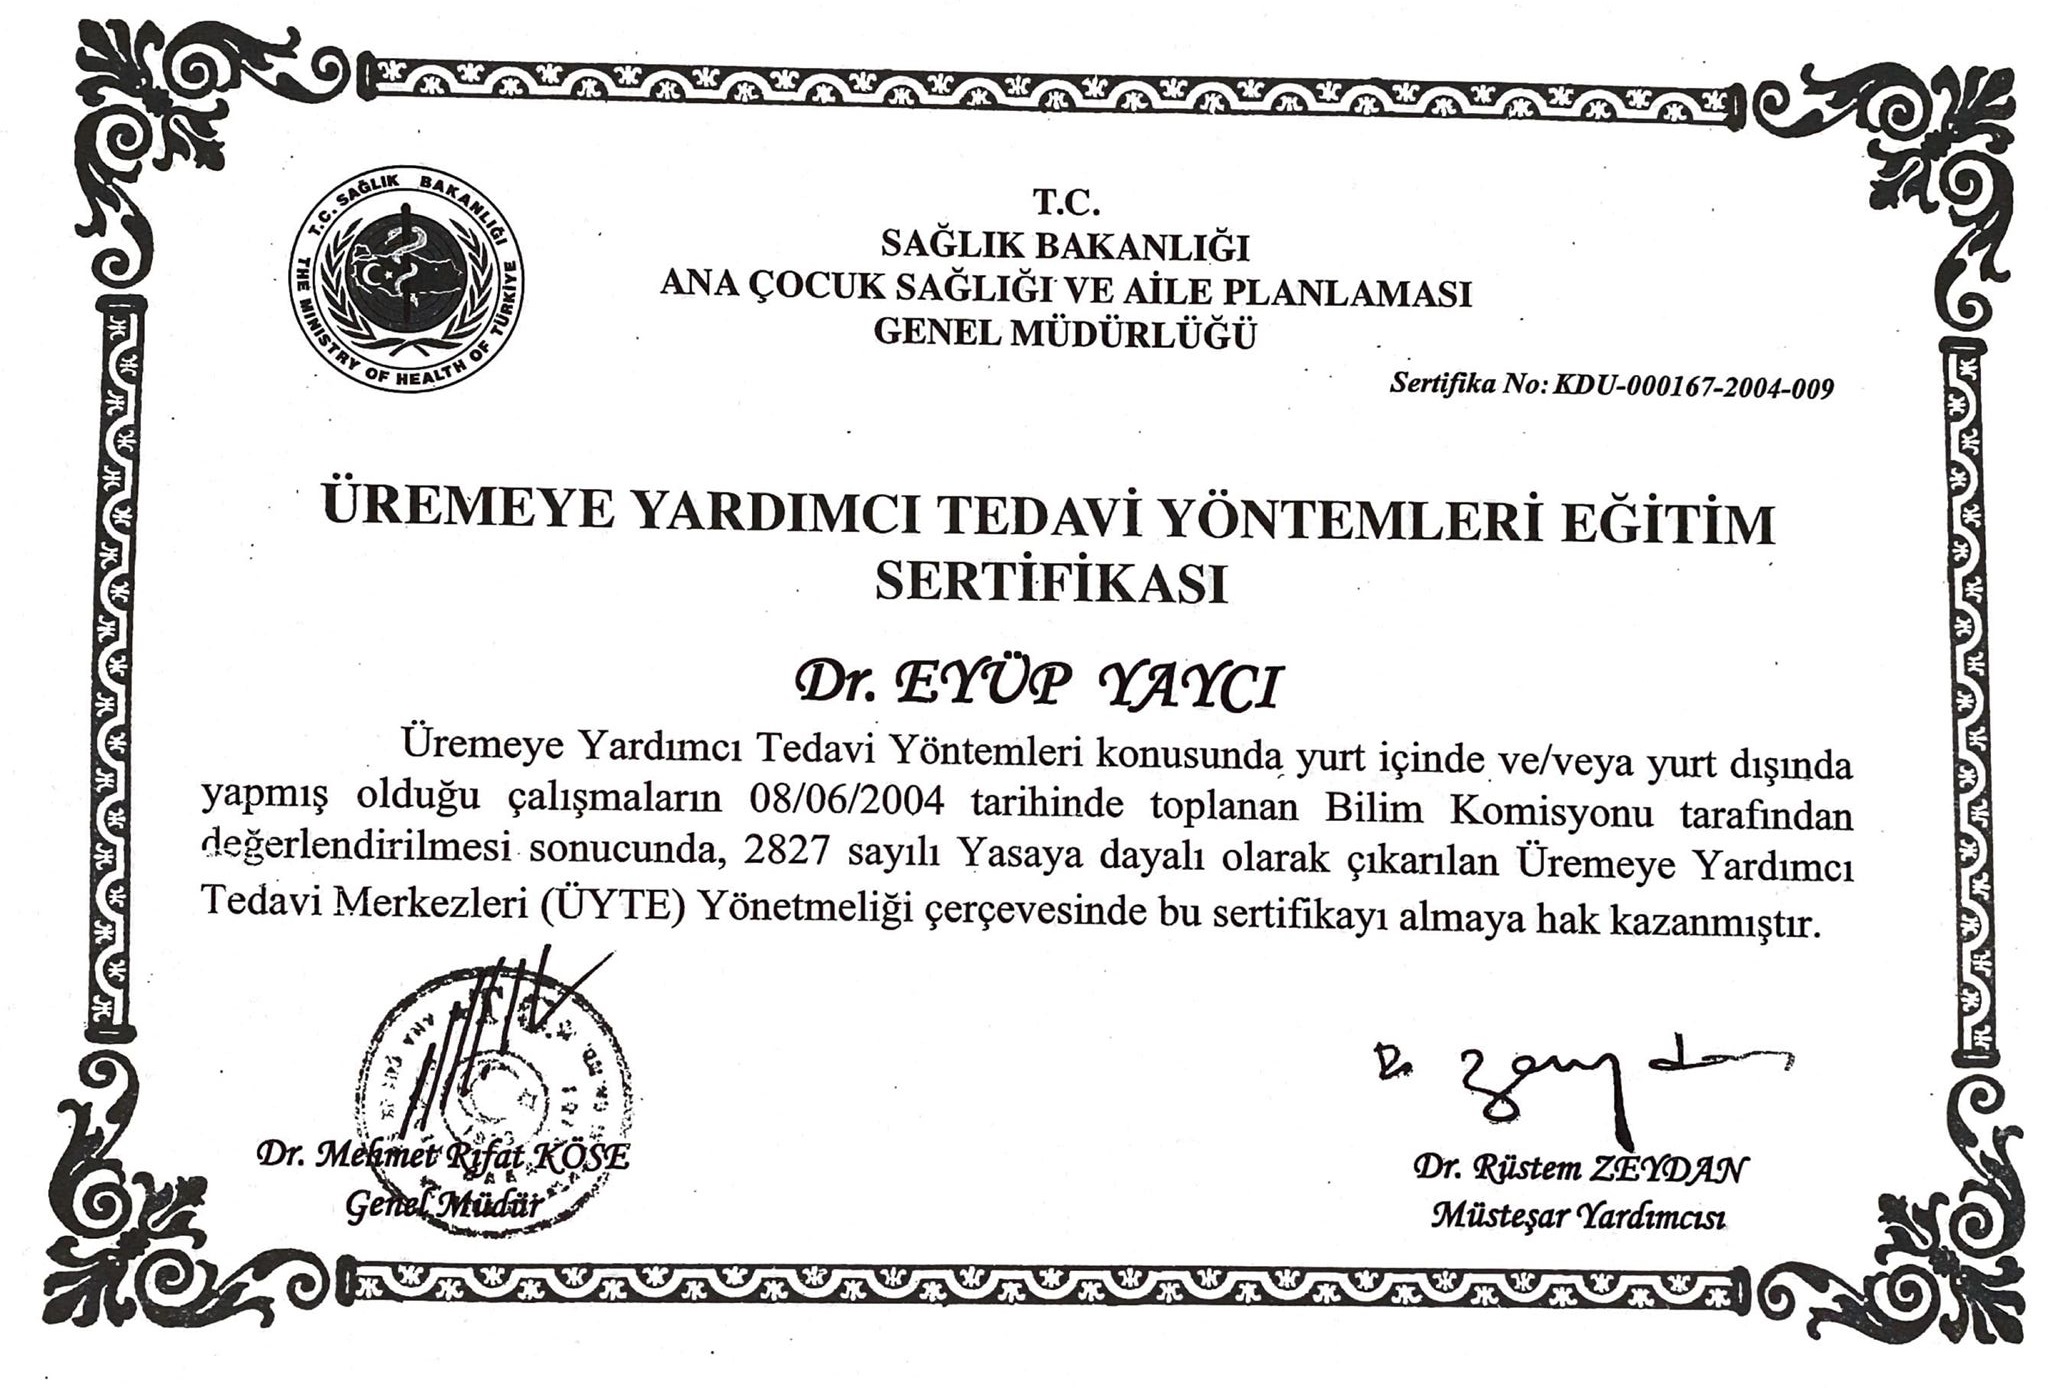 T.C. SAĞLIK BAKANLIĞI
THE MINISTRY OF HEALTH OF TÜRKİYE
T.C.
SAĞLIK BAKANLIĞI
ANA ÇOCUK SAĞLIĞI VE AİLE PLANLAMASI
GENEL MÜDÜRLÜĞÜ
Sertifika No: KDU-000167-2004-009
ÜREMEYE YARDIMCI TEDAVİ YÖNTEMLERİ EĞİTİM
SERTİFİKASI
Dr. EYÜP YAYCI
Üremeye Yardımcı Tedavi Yöntemleri konusunda yurt içinde ve/veya yurt dışında
yapmış olduğu çalışmaların 08/06/2004 tarihinde toplanan Bilim Komisyonu tarafından
değerlendirilmesi sonucunda, 2827 sayılı Yasaya dayalı olarak çıkarılan Üremeye Yardımcı
Tedavi Merkezleri (ÜYTE) Yönetmeliği çerçevesinde bu sertifikayı almaya hak kazanmıştır.
Dr. Mehmet Rıfat KÖSE
Genel Müdür
Dr. Rüstem ZEYDAN
Müsteşar Yardımcısı